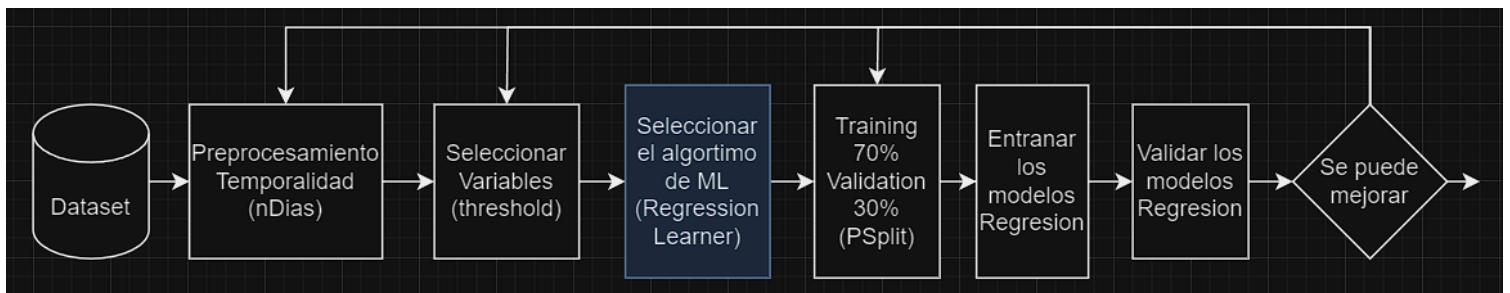 Dataset
Preprocesamiento
Temporalidad
(nDias)
Seleccionar
Variables
(threshold)
Seleccionar
el algortimo
de ML
(Regression
Learner)
Training
70%
Validation
30%
(PSplit)
Entranar
los
modelos
Regresion
Validar los
modelos
Regresion
Se puede
mejorar